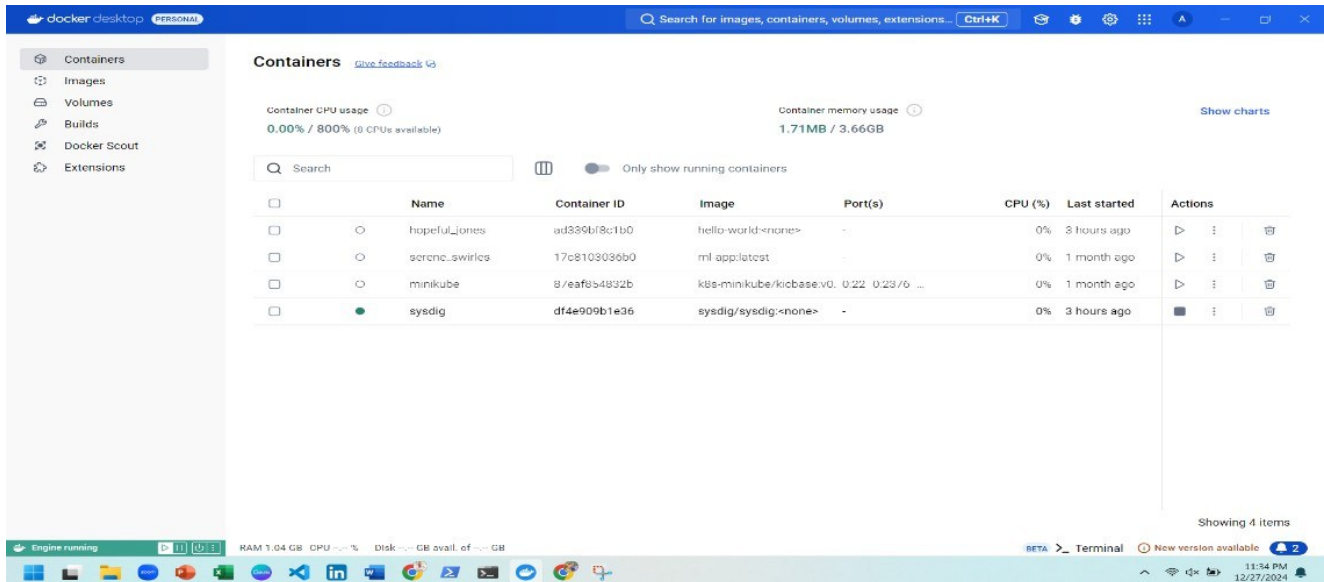 docker desktop PERSONAL
Search for images, containers, volumes, extensions... Ctrl+K
A
Containers
Images
Volumes
Builds
Docker Scout
Extensions
Containers Give feedback
Container CPU usage
0.00% / 800% (8 CPUs available)
Container memory usage
1.71MB / 3.66GB
Show charts
Search
Only show running containers
Name Container ID Image Port(s) CPU (%) Last started Actions
hopeful_jones ad339bf8c1b0 hello-world:<none> - 0% 3 hours ago
serene_swirles 17c8103036b0 ml-app:latest - 0% 1 month ago
minikube 87eaf854832b k8s-minikube/kicbase:v0. 0:22 0:2376 ... 0% 1 month ago
sysdig df4e909b1e36 sysdig/sysdig:<none> - 0% 3 hours ago
Showing 4 items
Engine running
RAM 1.04 GB CPU --.-- % Disk --.-- GB avail. of --.-- GB
BETA >_ Terminal
New version available 2
11:34 PM
12/27/2024